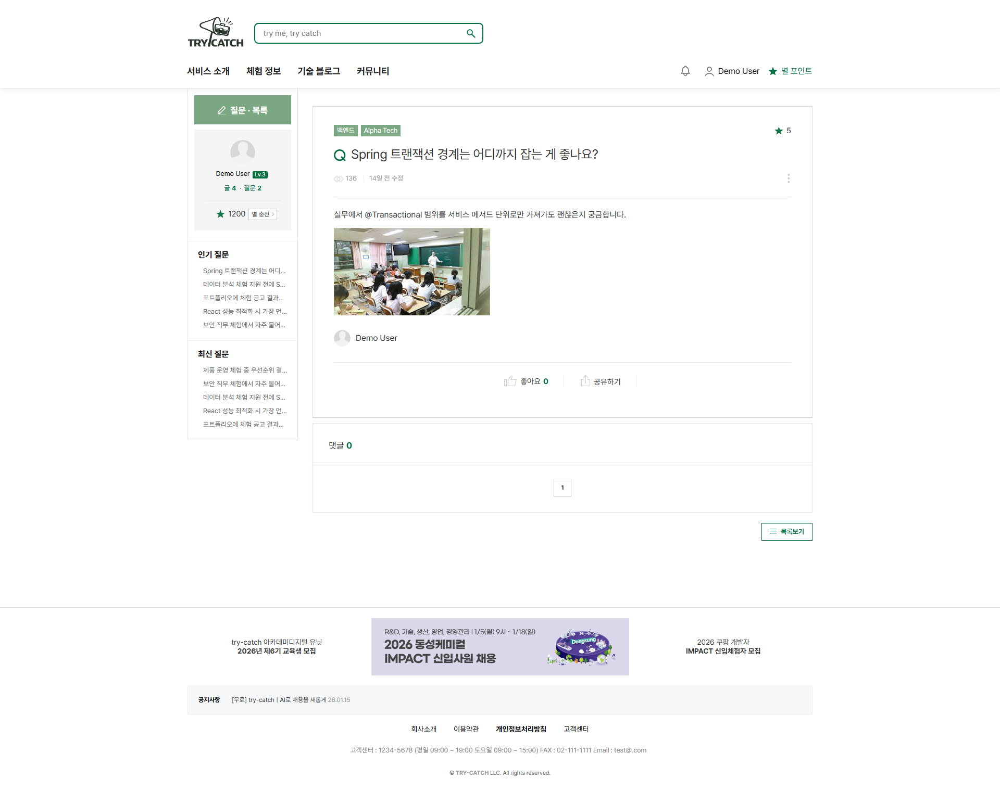 TRY CATCH
try me, try catch
서비스 소개 체험 정보 기술 블로그 커뮤니티
Demo User 별 포인트
질문 · 목록
Demo User Lv.3
글 4 · 질문 2
1200 별 충전
인기 질문
Spring 트랜잭션 경계는 어디...
데이터 분석 체험 지원 전에 S...
포트폴리오에 체험 공고 결과...
React 성능 최적화 시 가장 먼...
보안 직무 체험에서 자주 물어...
최신 질문
제품 운영 체험 중 우선순위 결...
보안 직무 체험에서 자주 물어...
데이터 분석 체험 지원 전에 S...
React 성능 최적화 시 가장 먼...
포트폴리오에 체험 공고 결과...
백엔드 Alpha Tech
5
Q Spring 트랜잭션 경계는 어디까지 잡는 게 좋나요?
136 14일 전 수정
실무에서 @Transactional 범위를 서비스 메서드 단위로만 가져가도 괜찮은지 궁금합니다.
Demo User
좋아요 0 공유하기
댓글 0
1
목록보기
try-catch 아카데미디지털 유닛
2026년 제6기 교육생 모집
R&D, 기술, 생산, 영업, 경영관리 | 1/5(월) 9시 ~ 1/18(일)
2026 동성케미컬
IMPACT 신입사원 채용
Dongsung
2026 쿠팡 개발자
IMPACT 신입체험자 모집
공지사항 [무료] try-catch | AI로 채용을 새롭게 26.01.15
회사소개 이용약관 개인정보처리방침 고객센터
고객센터 : 1234-5678 (평일 09:00 ~ 19:00 토요일 09:00 ~ 15:00) FAX : 02-111-1111 Email : test@.com
© TRY-CATCH LLC. All rights reserved.